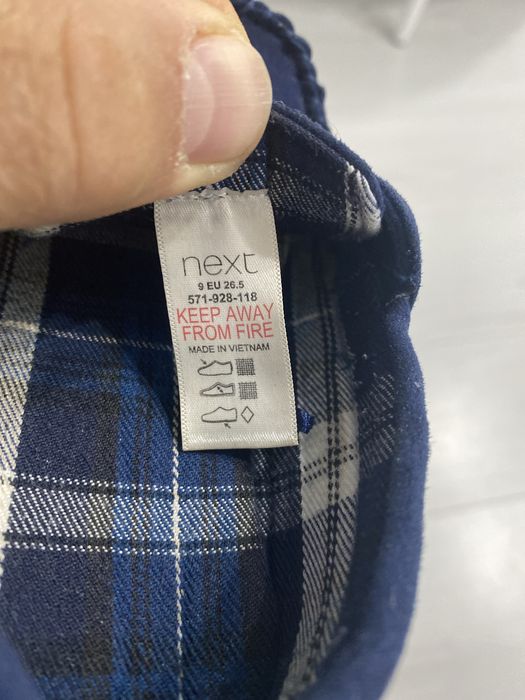 next
9 EU 26.5
571-928-118
KEEP AWAY
FROM FIRE
MADE IN VIETNAM